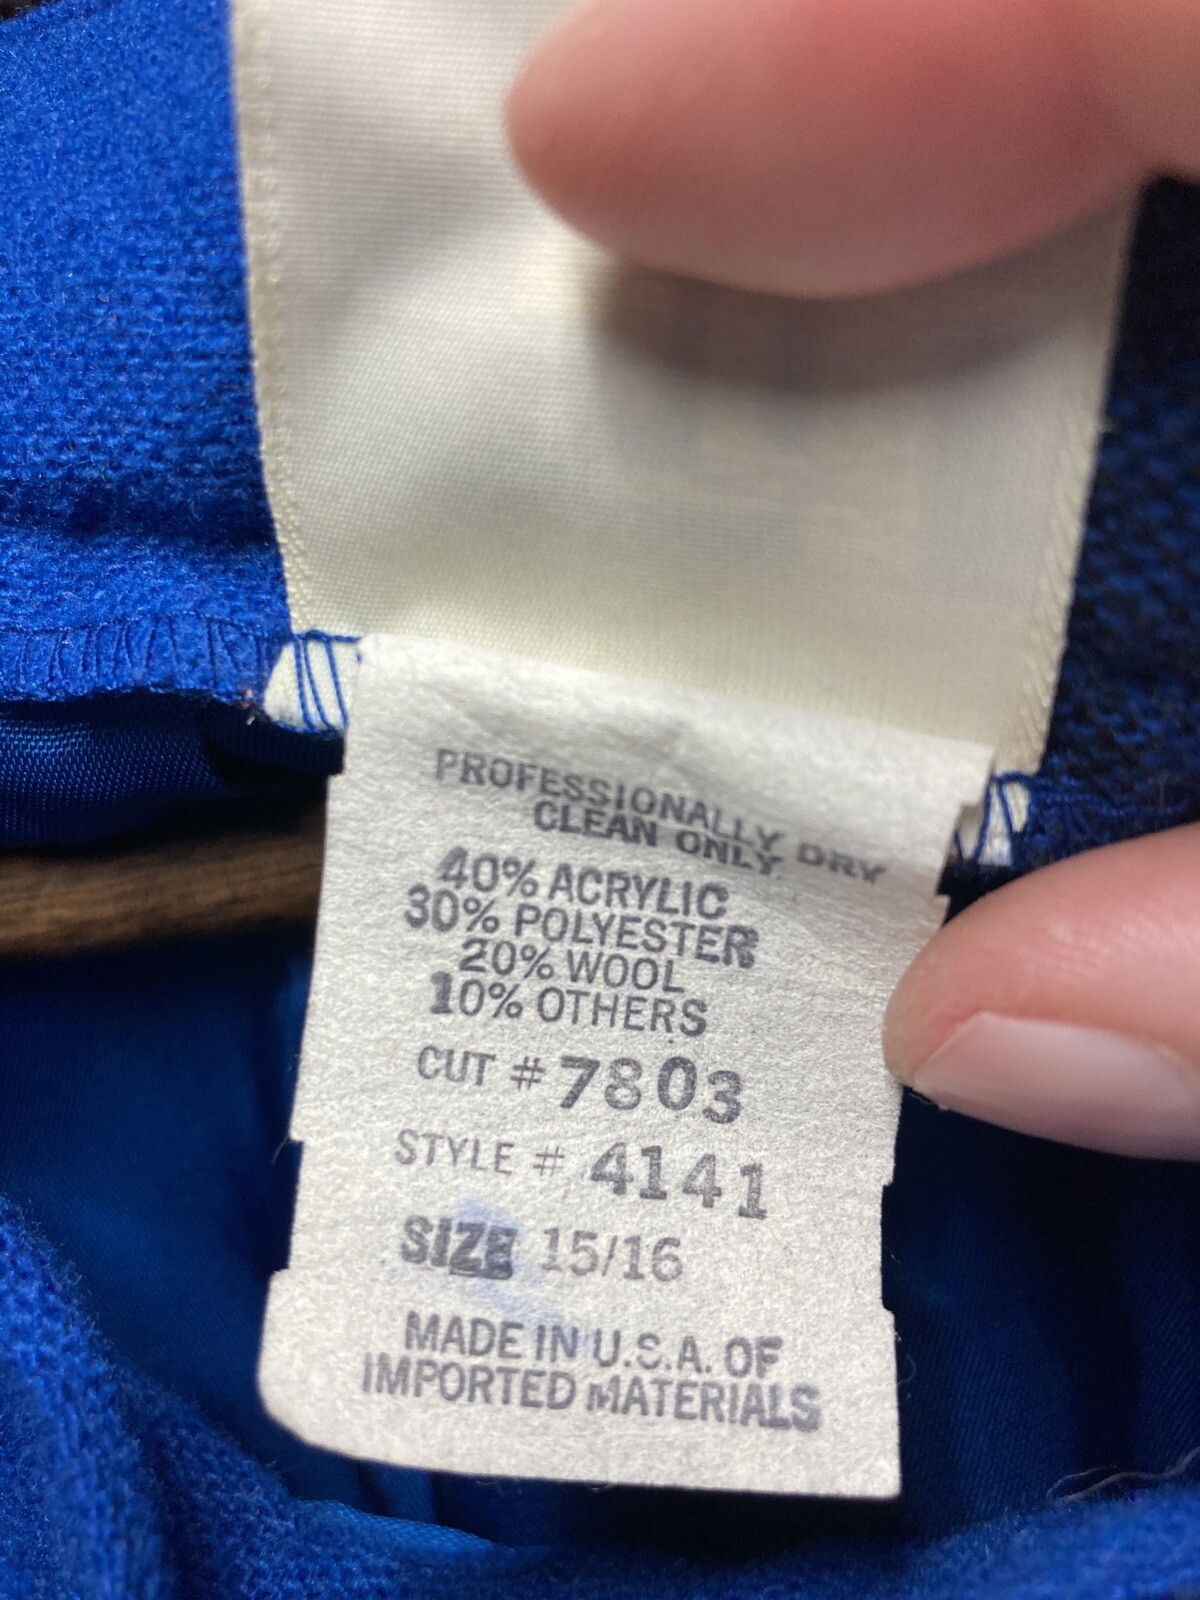 PROFESSIONALLY DRY
CLEAN ONLY.
40% ACRYLIC
30% POLYESTER
20% WOOL
10% OTHERS
CUT # 7803
STYLE # 4141
SIZE 15/16
MADE IN U.S.A. OF
IMPORTED MATERIALS